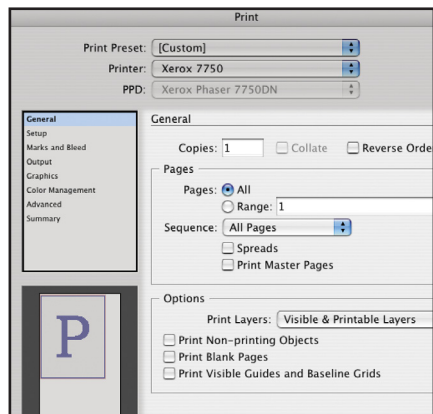 Print
Print Preset: [Custom]
Printer: Xerox 7750
PPD: Xerox Phaser 7750DN
General
Setup
Marks and Bleed
Output
Graphics
Color Management
Advanced
Summary
General
Copies: 1 Collate Reverse Orde
Pages
Pages: All
Range: 1
Sequence: All Pages
Spreads
Print Master Pages
Options
Print Layers: Visible & Printable Layers
Print Non-printing Objects
Print Blank Pages
Print Visible Guides and Baseline Grids
P